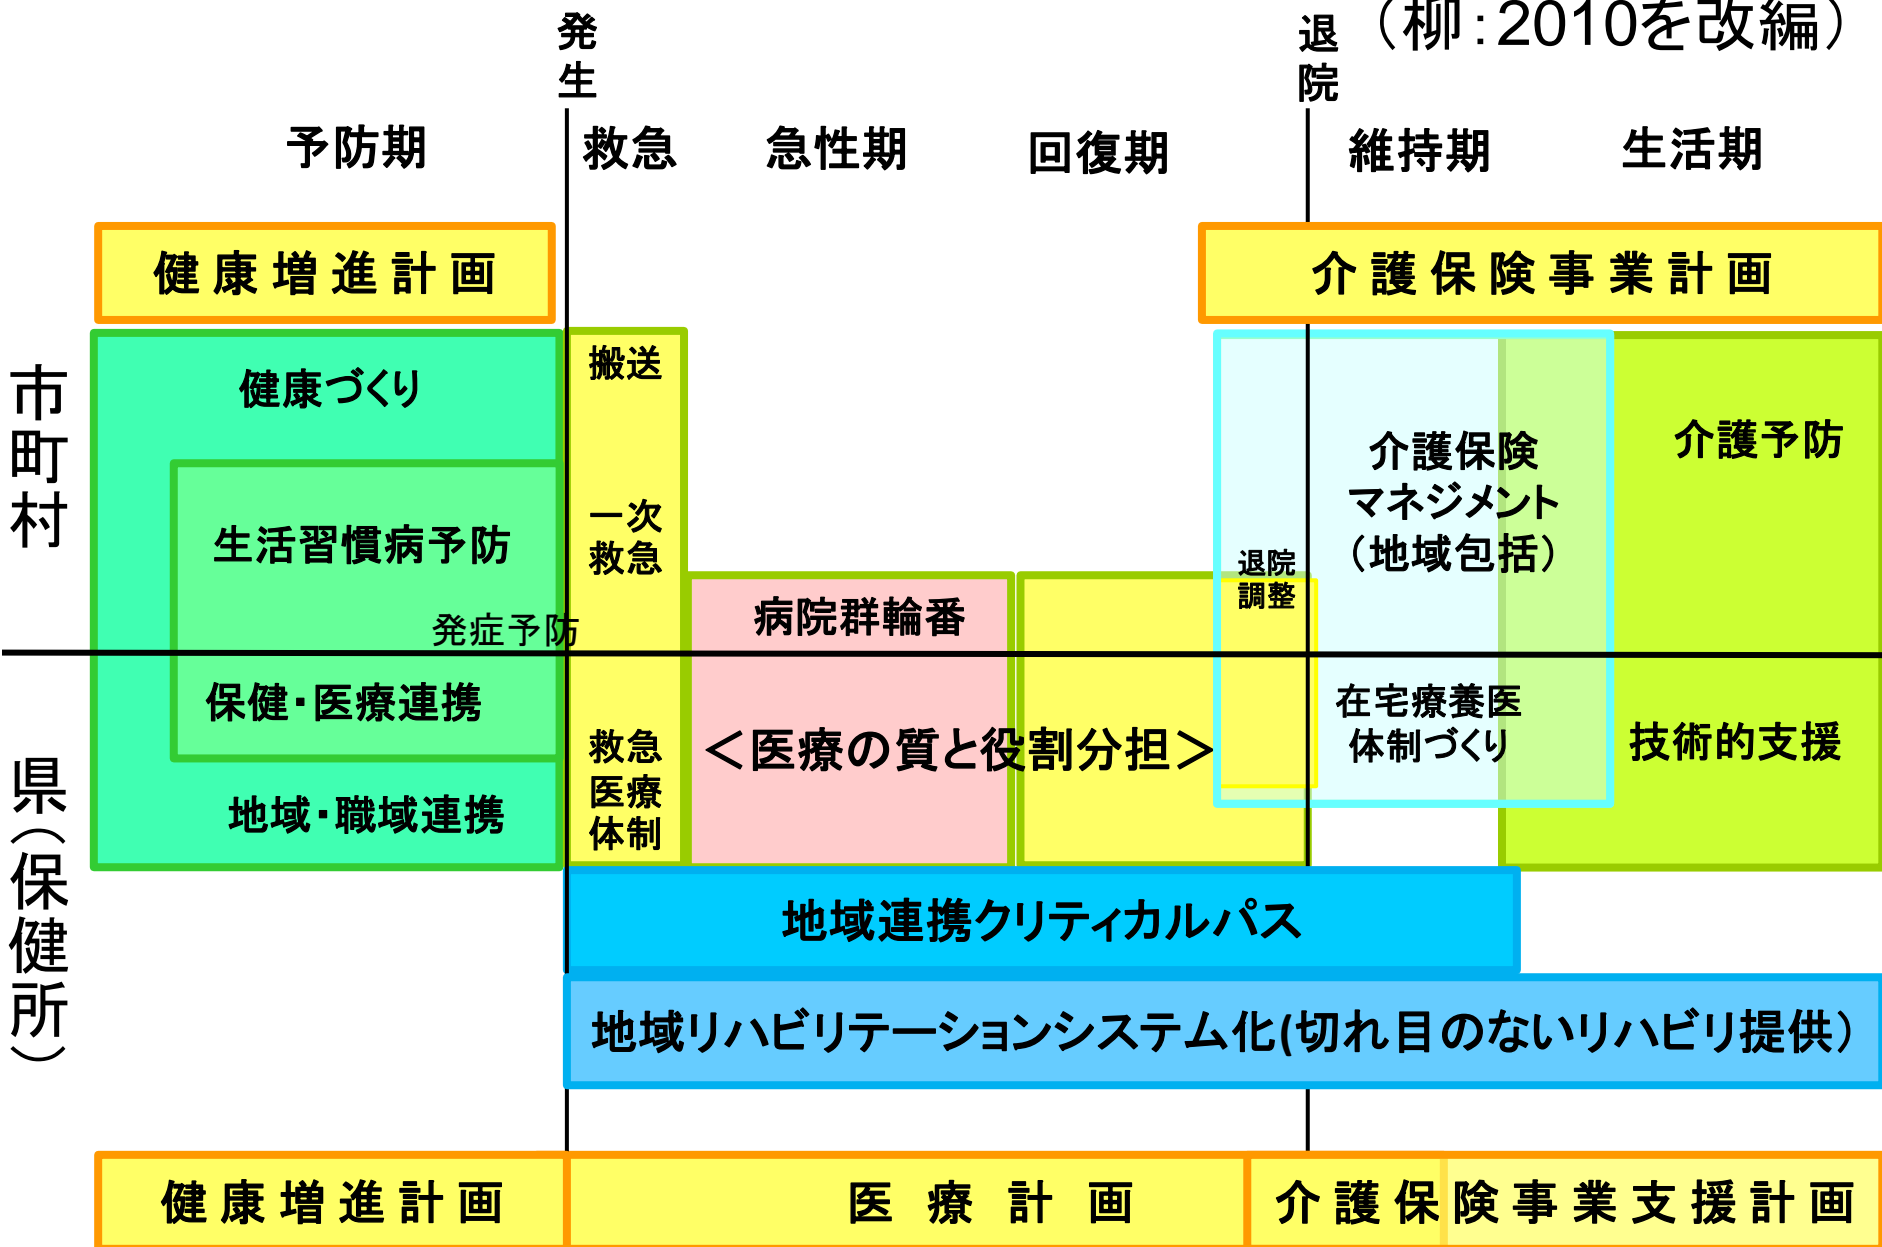 （柳：2010を改編）
発生
退院
予防期
救急
急性期
回復期
維持期
生活期
健康増進計画
介護保険事業計画
市町村
県（保健所）
健康づくり
生活習慣病予防
発症予防
保健・医療連携
地域・職域連携
搬送
一次
救急
救急
医療
体制
病院群輪番
＜医療の質と役割分担＞
退院
調整
介護保険
マネジメント
（地域包括）
在宅療養医
体制づくり
介護予防
技術的支援
地域連携クリティカルパス
地域リハビリテーションシステム化(切れ目のないリハビリ提供）
健康増進計画
医療計画
介護保険事業支援計画